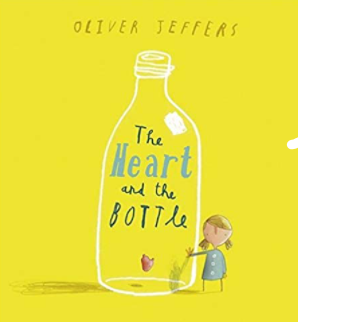 OLIVER JEFFERS
The
Heart
and the
BOTTLe